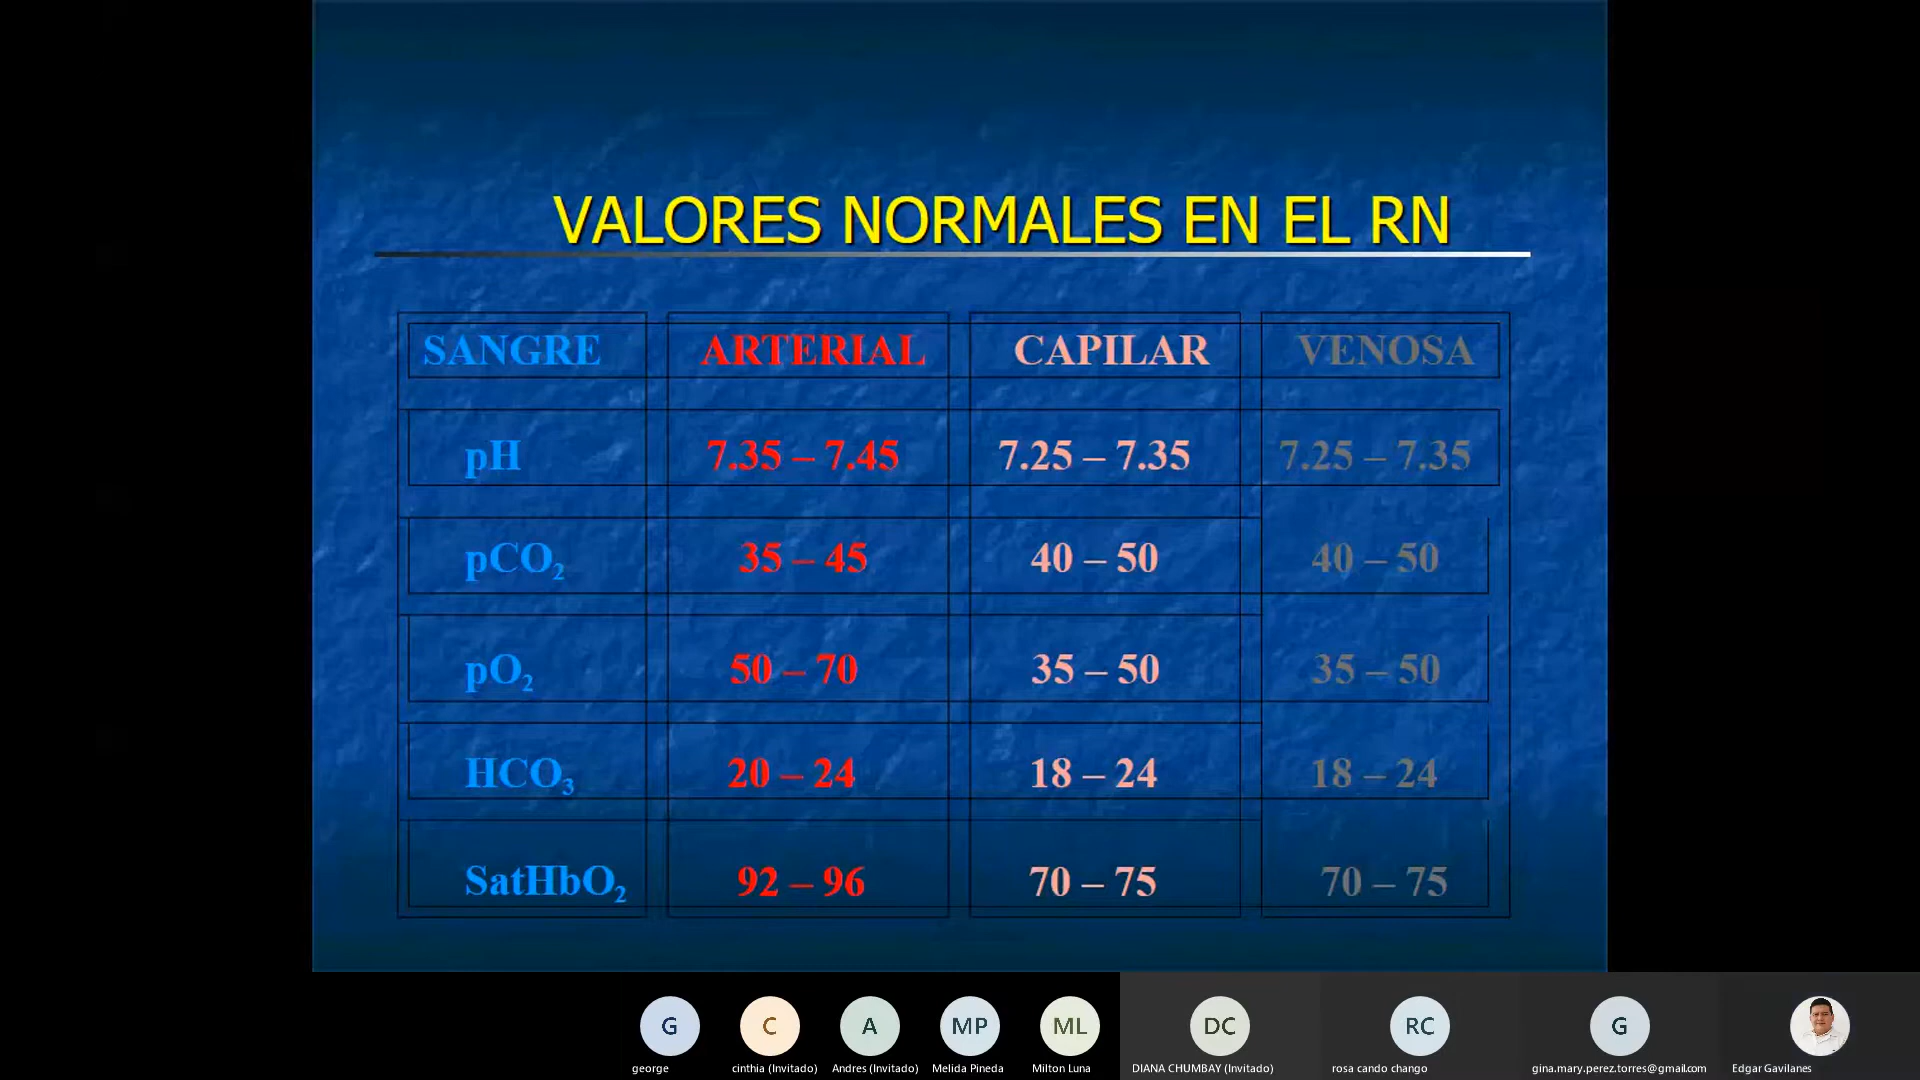 VALORES NORMALES EN EL RN
SANGRE ARTERIAL CAPILAR VENOSA
pH 7.35 – 7.45 7.25 – 7.35 7.25 – 7.35
pCO₂ 35 – 45 40 – 50 40 – 50
pO₂ 50 – 70 35 – 50 35 – 50
HCO₃ 20 – 24 18 – 24 18 – 24
SatHbO₂ 92 – 96 70 – 75 70 – 75
G C A MP ML DC RC G
george cinthia (Invitado) Andres (Invitado) Melida Pineda Milton Luna DIANA CHUMBAY (Invitado) rosa cando chango gina.mary.perez.torres@gmail.com Edgar Gavilanes